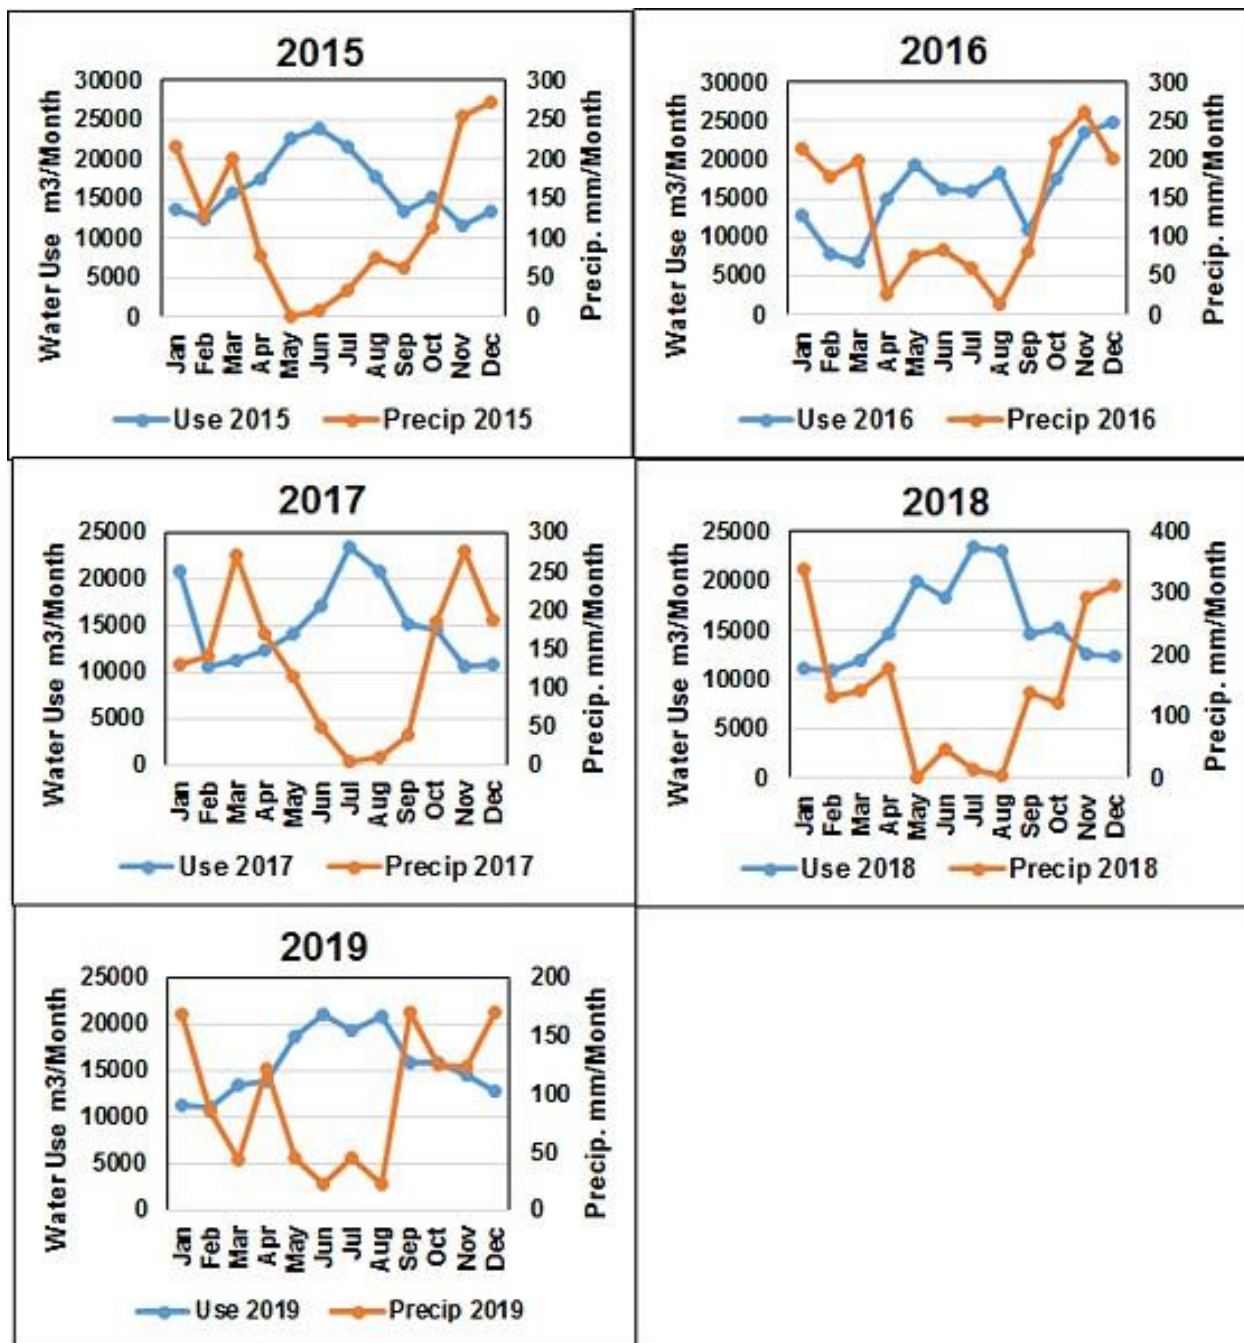 2015
Water Use m3/Month
30000
25000
20000
15000
10000
5000
0
300
250
200
150
100
50
0
Precip. mm/Month
Jan
Feb
Mar
Apr
May
Jun
Jul
Aug
Sep
Oct
Nov
Dec
Use 2015 Precip 2015
2016
Water Use m3/Month
30000
25000
20000
15000
10000
5000
0
300
250
200
150
100
50
0
Precip. mm/Month
Jan
Feb
Mar
Apr
May
Jun
Jul
Aug
Sep
Oct
Nov
Dec
Use 2016 Precip 2016
2017
Water Use m3/Month
25000
20000
15000
10000
5000
0
300
250
200
150
100
50
0
Precip. mm/Month
Jan
Feb
Mar
Apr
May
Jun
Jul
Aug
Sep
Oct
Nov
Dec
Use 2017 Precip 2017
2018
Water Use m3/Month
25000
20000
15000
10000
5000
0
400
300
200
100
0
Precip. mm/Month
Jan
Feb
Mar
Apr
May
Jun
Jul
Aug
Sep
Oct
Nov
Dec
Use 2018 Precip 2018
2019
Water Use m3/Month
25000
20000
15000
10000
5000
0
200
150
100
50
0
Precip. mm/Month
Jan
Feb
Mar
Apr
May
Jun
Jul
Aug
Sep
Oct
Nov
Dec
Use 2019 Precip 2019